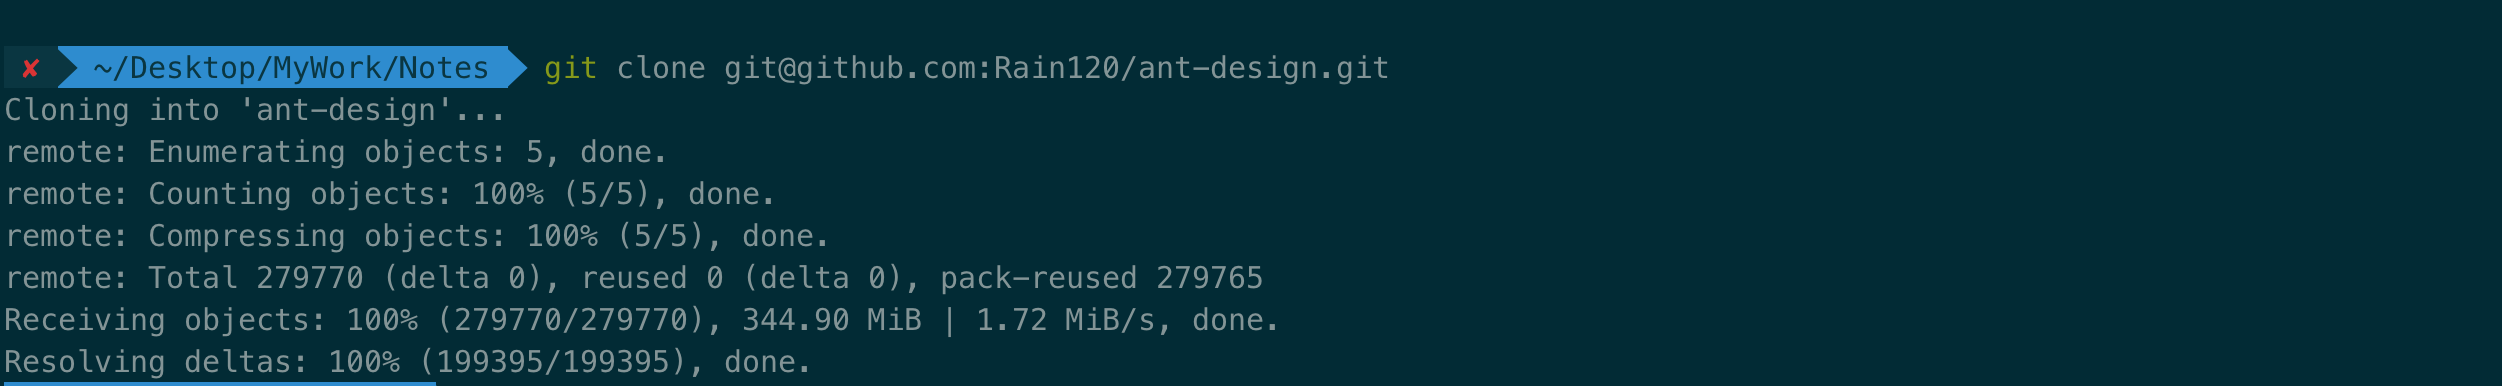 ✘ ~/Desktop/MyWork/Notes git clone git@github.com:Rain120/ant-design.git
Cloning into 'ant-design'...
remote: Enumerating objects: 5, done.
remote: Counting objects: 100% (5/5), done.
remote: Compressing objects: 100% (5/5), done.
remote: Total 279770 (delta 0), reused 0 (delta 0), pack-reused 279765
Receiving objects: 100% (279770/279770), 344.90 MiB | 1.72 MiB/s, done.
Resolving deltas: 100% (199395/199395), done.